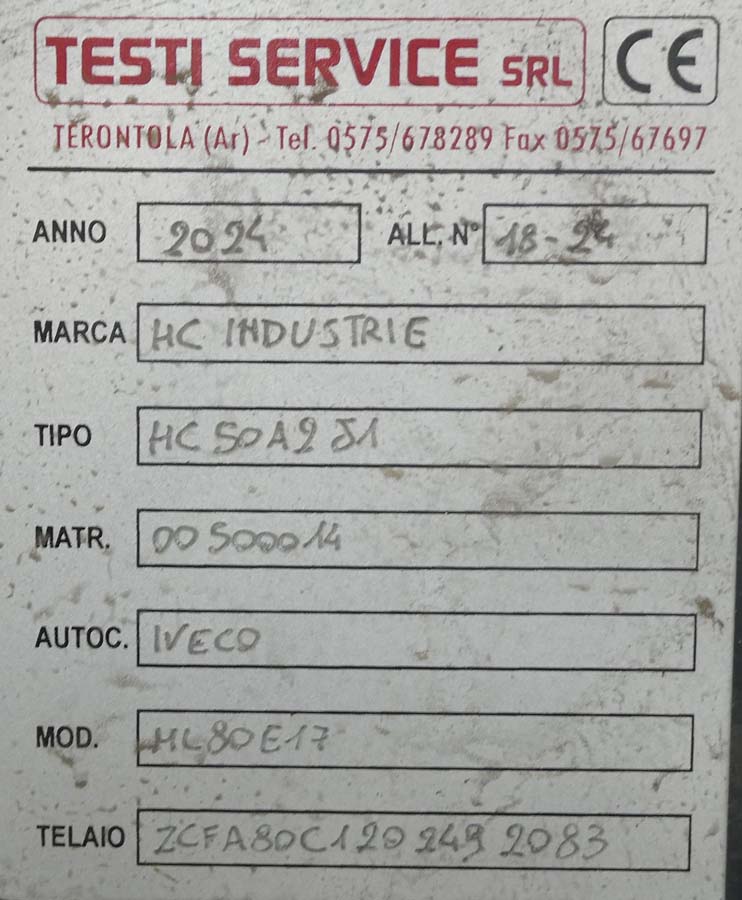 TESTI SERVICE SRL CE
TERONTOLA (Ar) - Tel. 0575/678289 Fax 0575/67697
ANNO 2024 ALL. N° 18-24
MARCA HC INDUSTRIE
TIPO HC 50A2 J1
MATR. 00500014
AUTOC. IVECO
MOD. ML80E17
TELAIO ZCFA80C1202492083